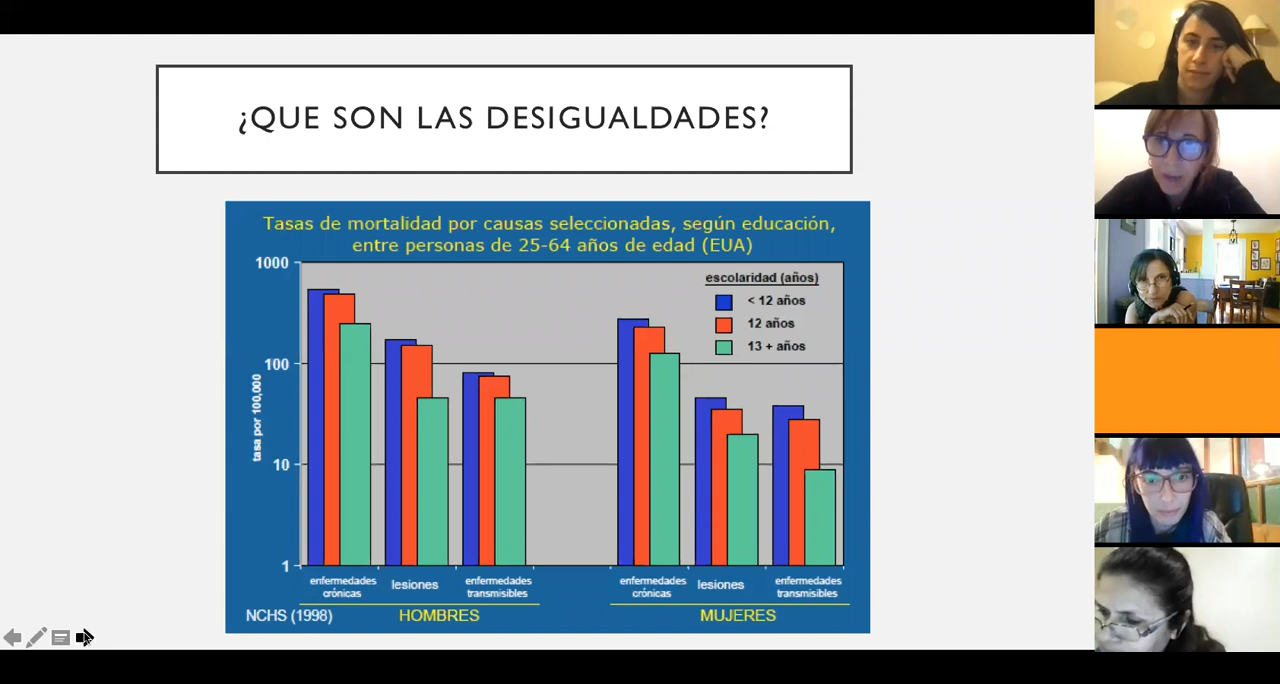 ¿QUE SON LAS DESIGUALDADES?
Tasas de mortalidad por causas seleccionadas, según educación,
entre personas de 25-64 años de edad (EUA)
tasa por 100,000
1000
100
10
1
escolaridad (años)
< 12 años
12 años
13 + años
enfermedades
crónicas
lesiones
enfermedades
transmisibles
enfermedades
crónicas
lesiones
enfermedades
transmisibles
NCHS (1998)
HOMBRES
MUJERES